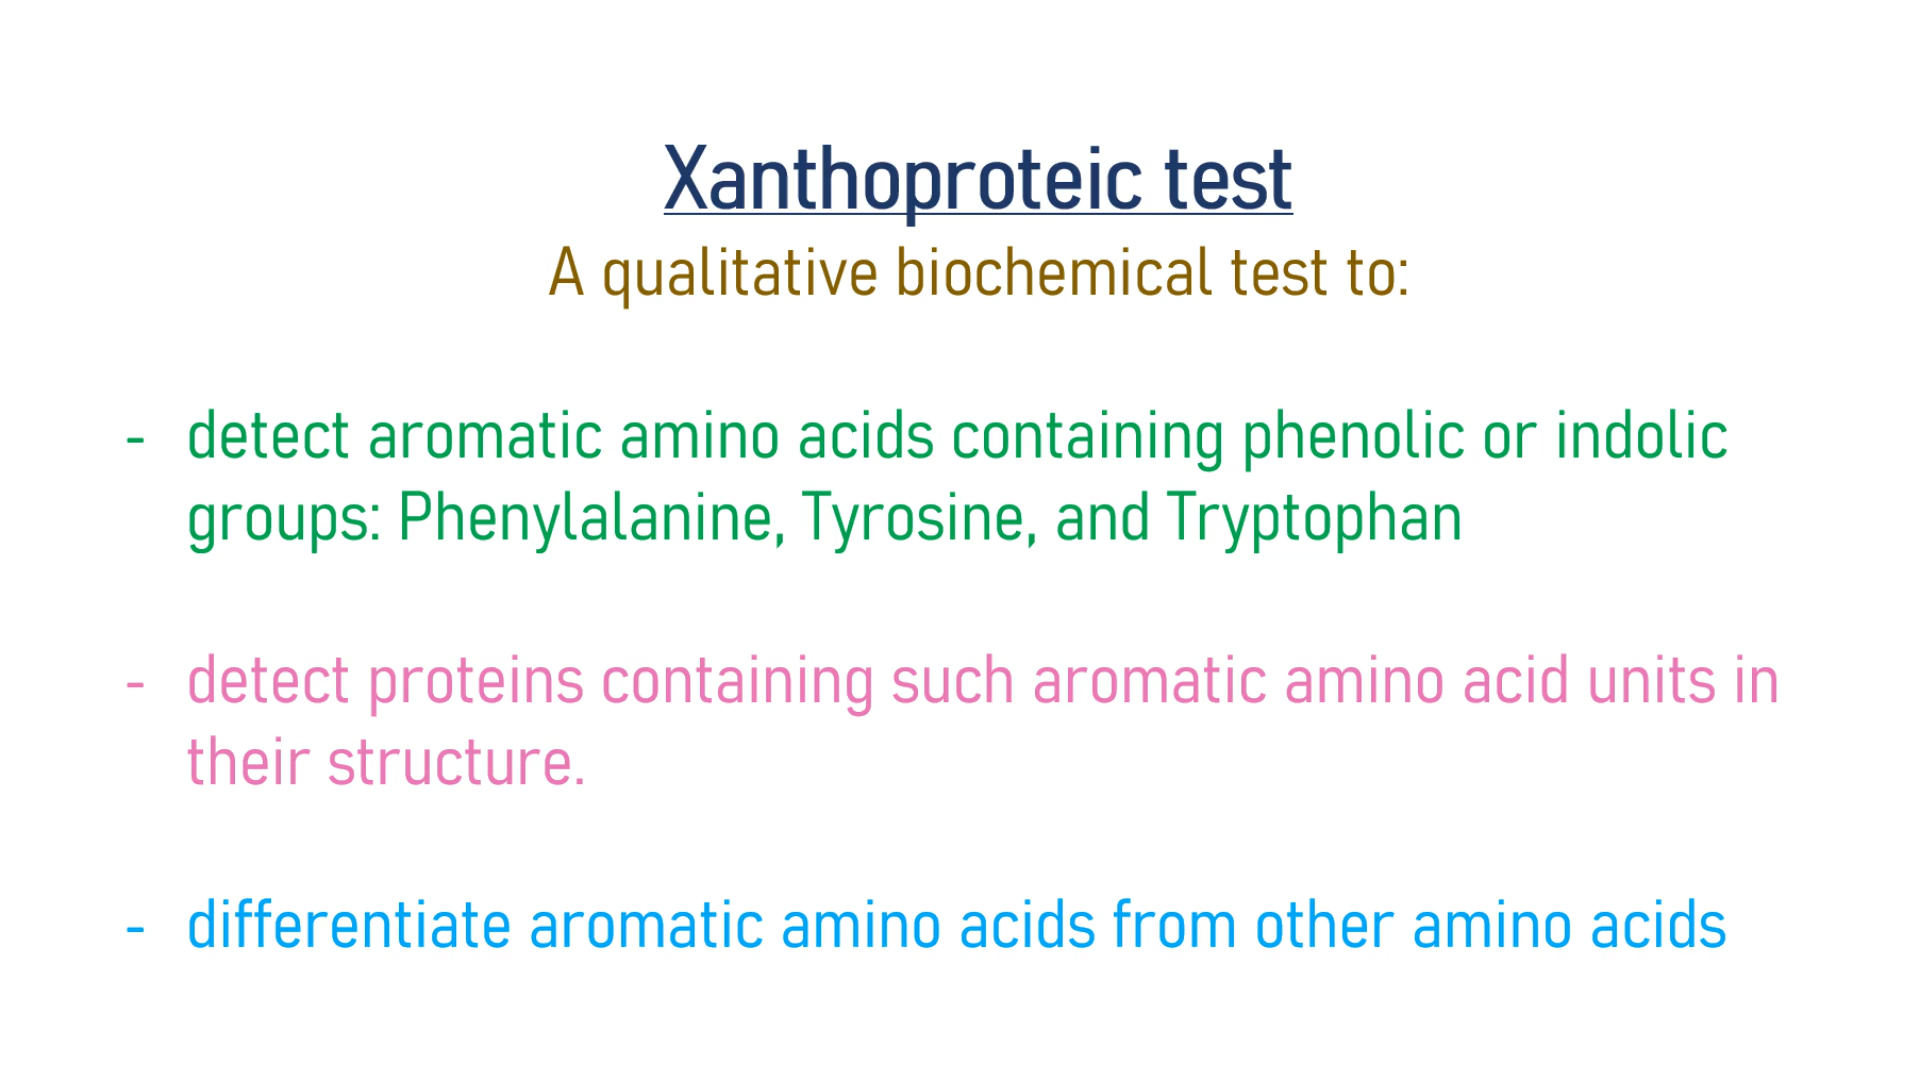 Xanthoproteic test
A qualitative biochemical test to:
- detect aromatic amino acids containing phenolic or indolic
groups: Phenylalanine, Tyrosine, and Tryptophan
- detect proteins containing such aromatic amino acid units in
their structure.
- differentiate aromatic amino acids from other amino acids